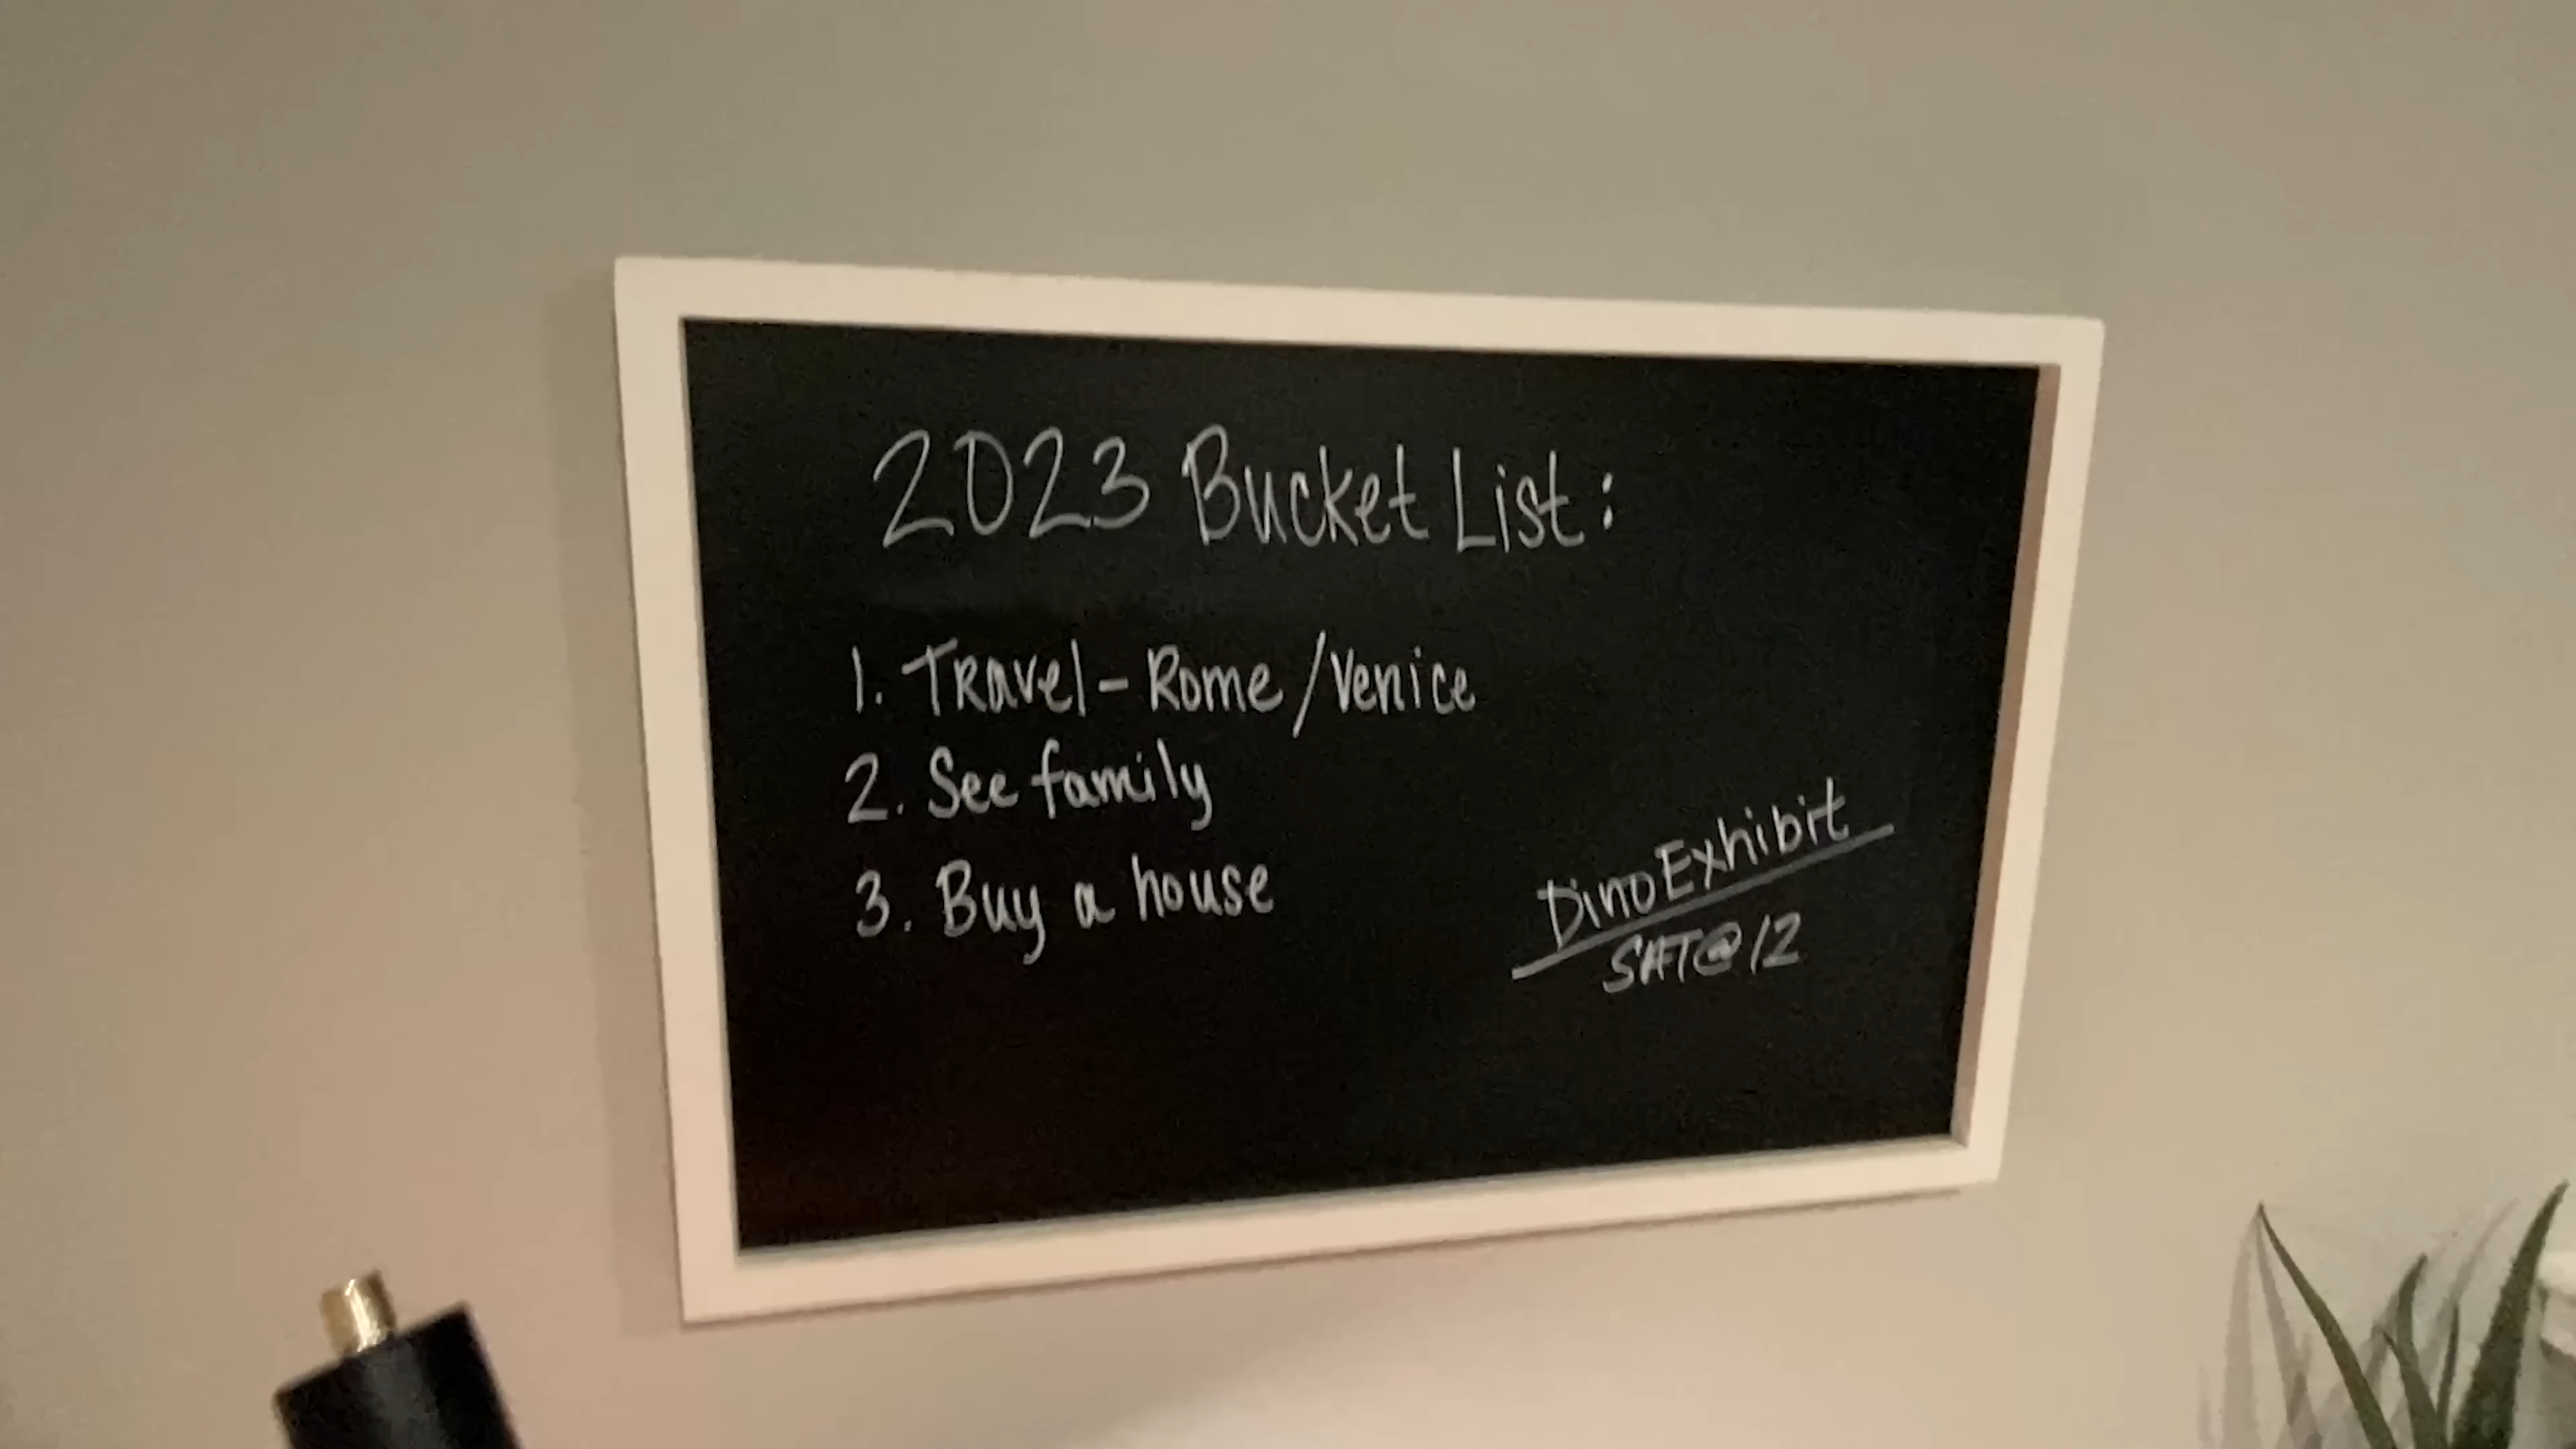 2023 Bucket List:
1. Travel - Rome / Venice
2. See family
3. Buy a house
Dino Exhibit
SAT @ 12